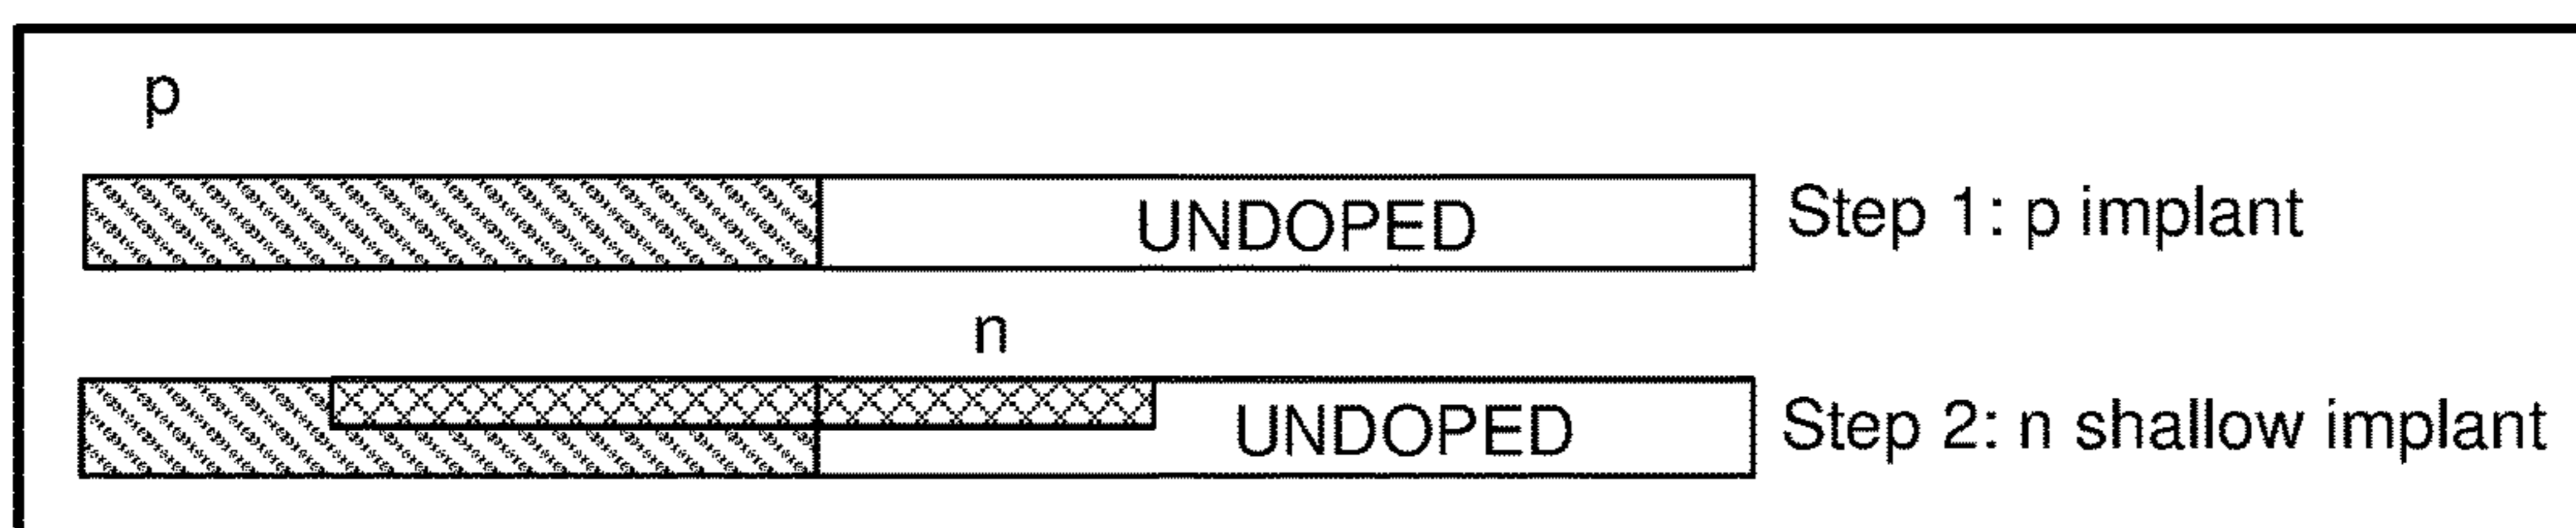 p
UNDOPED
Step 1: p implant
n
UNDOPED
Step 2: n shallow implant